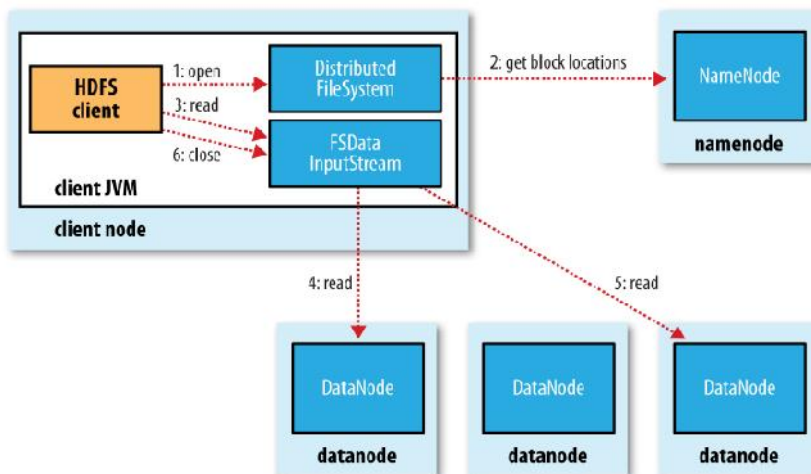 1: open
Distributed
FileSystem
2: get block locations
NameNode
HDFS
client
3: read
FSData
InputStream
6: close
namenode
client JVM
client node
4: read
5: read
DataNode
DataNode
DataNode
datanode
datanode
datanode